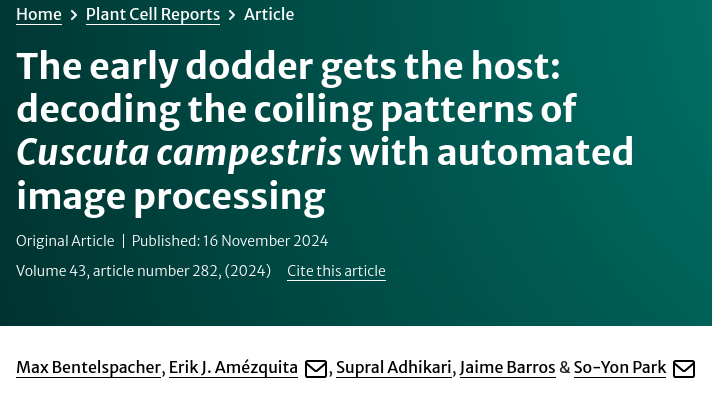 Home > Plant Cell Reports > Article
The early dodder gets the host:
decoding the coiling patterns of
Cuscuta campestris with automated
image processing
Original Article | Published: 16 November 2024
Volume 43, article number 282, (2024) Cite this article
Max Bentelspacher, Erik J. Amézquita, Supral Adhikari, Jaime Barros & So-Yon Park